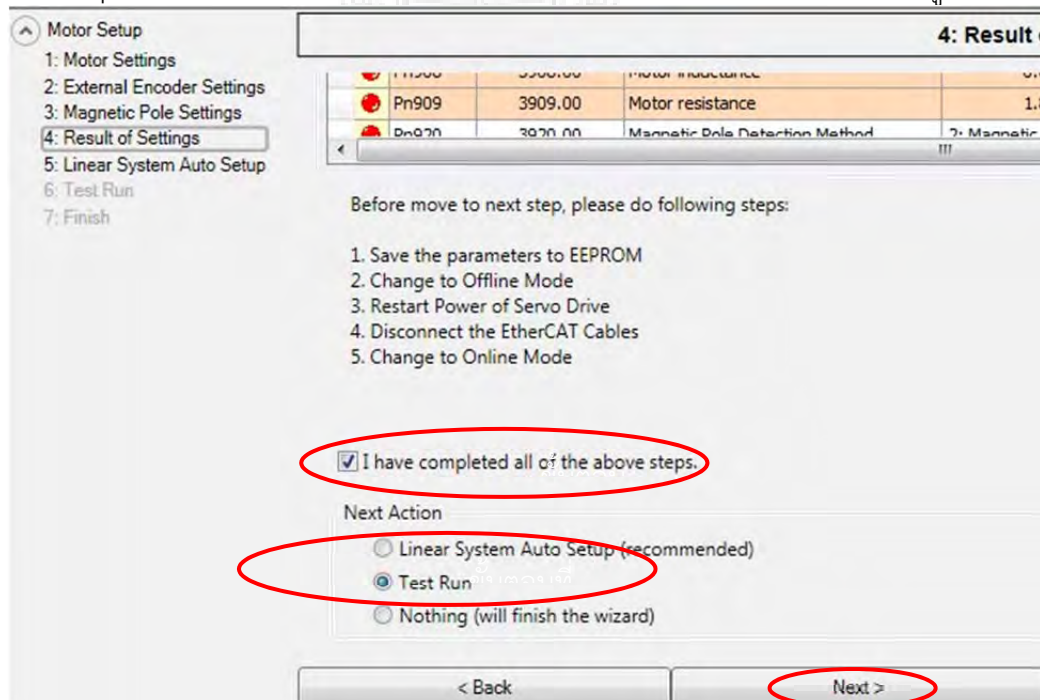 Motor Setup
1: Motor Settings
2: External Encoder Settings
3: Magnetic Pole Settings
4: Result of Settings
5: Linear System Auto Setup
6: Test Run
7: Finish
4: Result
Motor inductance
Pn909 3909.00 Motor resistance 1.
Pn920 3920.00 Magnetic Pole Detection Method 2: Magnetic
Before move to next step, please do following steps:
1. Save the parameters to EEPROM
2. Change to Offline Mode
3. Restart Power of Servo Drive
4. Disconnect the EtherCAT Cables
5. Change to Online Mode
I have completed all of the above steps.
Next Action
Linear System Auto Setup (recommended)
Test Run
Nothing (will finish the wizard)
< Back
Next >